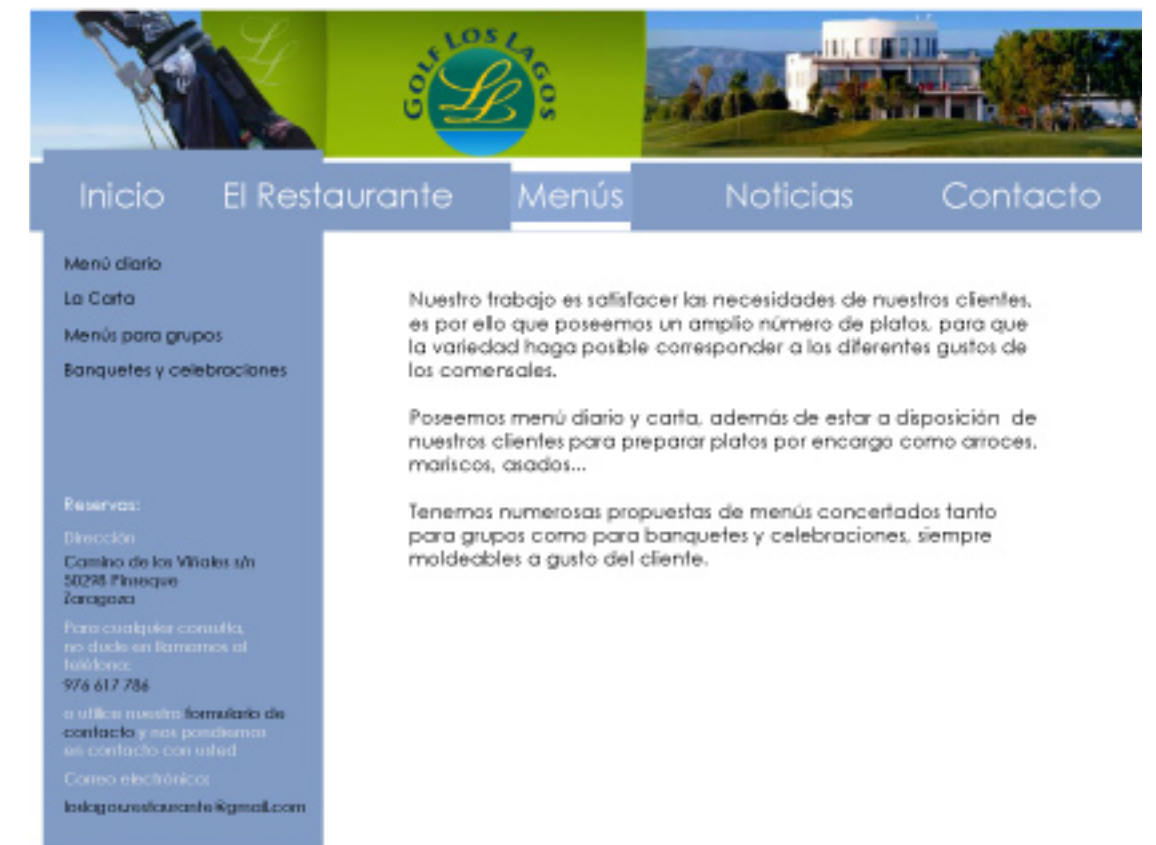 GOLF LOS LAGOS
LL
Inicio El Restaurante Menús Noticias Contacto
Menú diario
La Carta
Menús para grupos
Banquetes y celebraciones
Nuestro trabajo es satisfacer las necesidades de nuestros clientes,
es por ello que poseemos un amplio número de platos, para que
la variedad haga posible corresponder a los diferentes gustos de
los comensales.
Poseemos menú diario y carta, además de estar a disposición de
nuestros clientes para preparar platos por encargo como arroces,
mariscos, asados...
Tenemos numerosas propuestas de menús concertados tanto
para grupos como para banquetes y celebraciones, siempre
moldeables a gusto del cliente.
Reservas:
Dirección
Camino de los Viñales s/n
50298 Pinseque
Zaragoza
Para cualquier consulta,
no dude en llamarnos al
teléfono:
976 617 786
o utilice nuestro formulario de
contacto y nos pondremos
en contacto con usted
Correo electrónico:
loslagos.restaurante@gmail.com